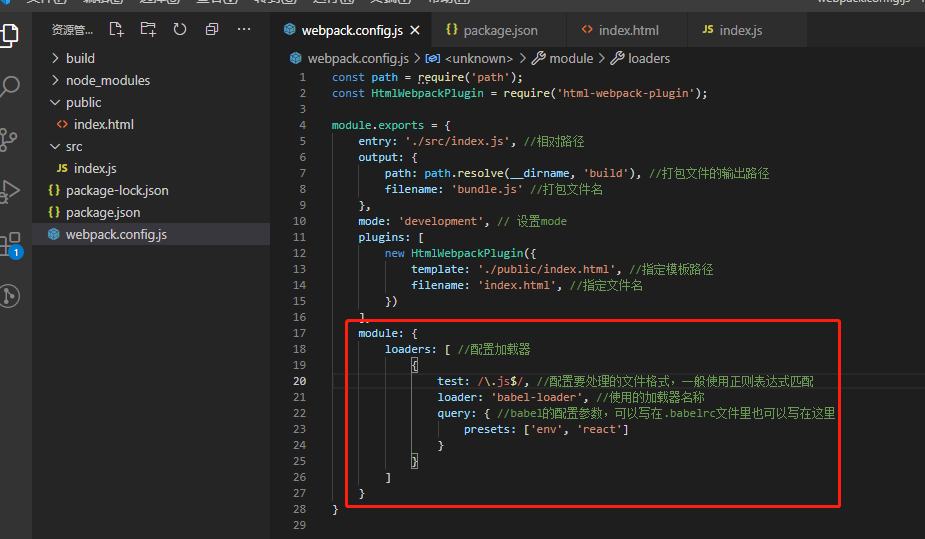 资源管...
build
node_modules
public
index.html
src
JS index.js
{} package-lock.json
{} package.json
webpack.config.js
1
webpack.config.js
{} package.json
index.html
JS index.js
webpack.config.js > <unknown> > module > loaders
1 const path = require('path');
2 const HtmlWebpackPlugin = require('html-webpack-plugin');
3
4 module.exports = {
5 entry: './src/index.js', //相对路径
6 output: {
7 path: path.resolve(__dirname, 'build'), //打包文件的输出路径
8 filename: 'bundle.js' //打包文件名
9 },
10 mode: 'development', // 设置mode
11 plugins: [
12 new HtmlWebpackPlugin({
13 template: './public/index.html', //指定模板路径
14 filename: 'index.html', //指定文件名
15 })
16 ]
17 module: {
18 loaders: [ //配置加载器
19 {
20 test: /\.js$/, //配置要处理的文件格式，一般使用正则表达式匹配
21 loader: 'babel-loader', //使用的加载器名称
22 query: { //babel的配置参数，可以写在.babelrc文件里也可以写在这里
23 presets: ['env', 'react']
24 }
25 }
26 ]
27 }
28 }
29